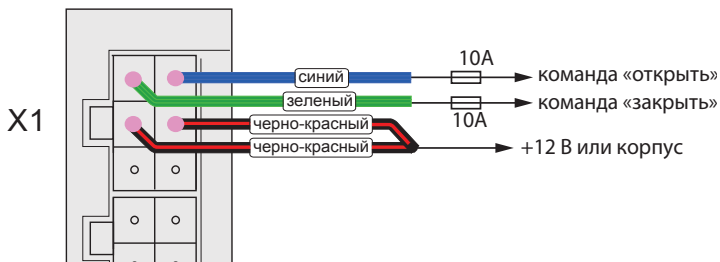 10А
синий
команда «открыть»
зеленый
команда «закрыть»
10А
X1
черно-красный
черно-красный
+12 В или корпус